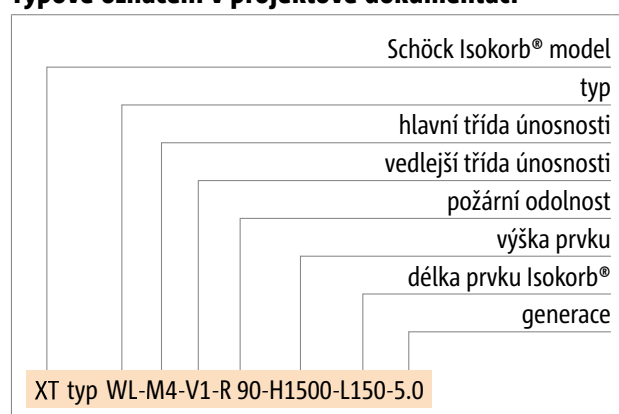 Typové označení v projektové dokumentaci
Schöck Isokorb® model
typ
hlavní třída únosnosti
vedlejší třída únosnosti
požární odolnost
výška prvku
délka prvku Isokorb®
generace
XT typ WL-M4-V1-R 90-H1500-L150-5.0